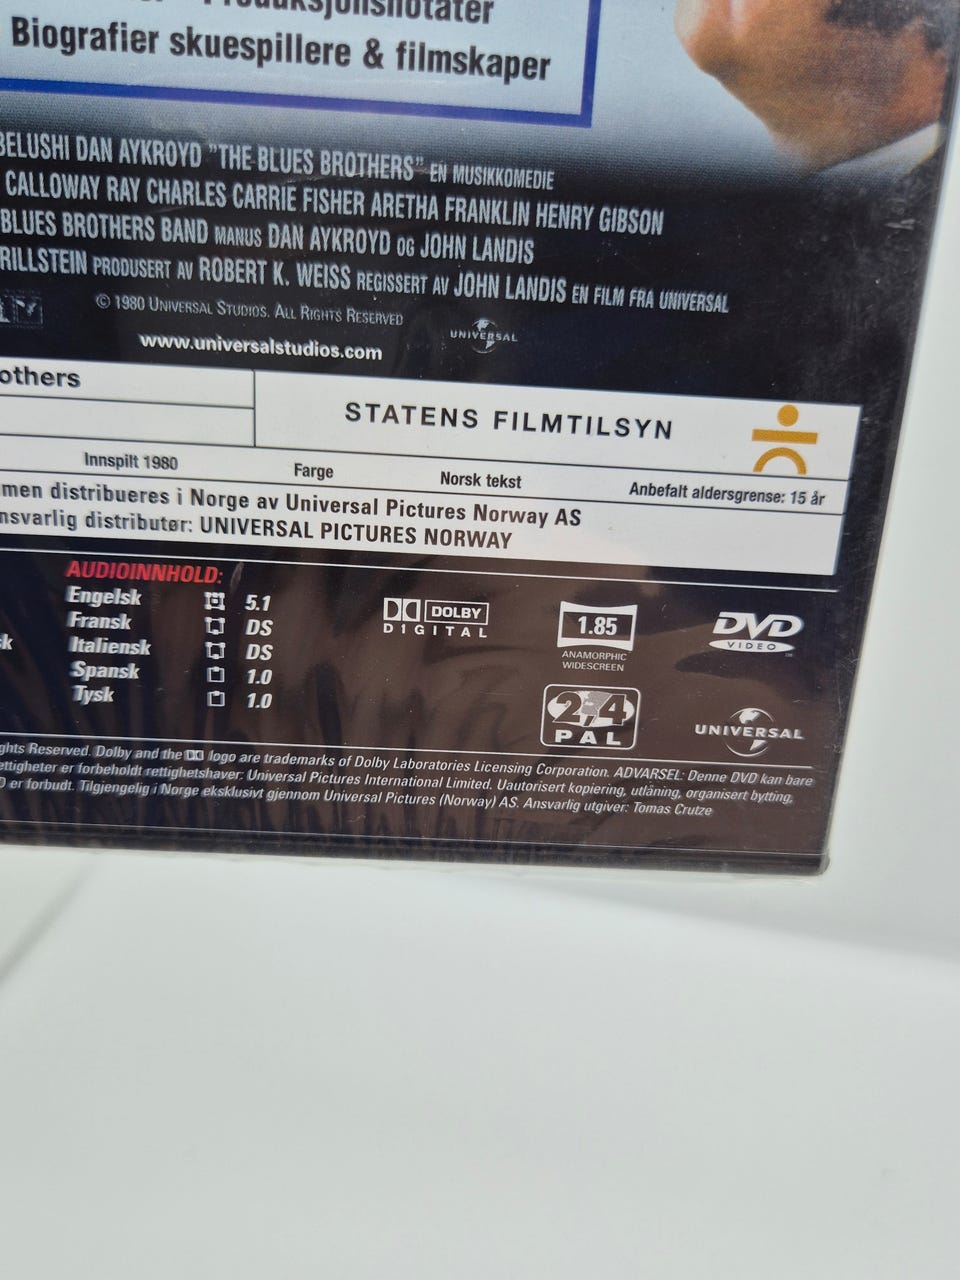 Produksjonsnotater
Biografier skuespillere & filmskaper
BELUSHI DAN AYKROYD "THE BLUES BROTHERS" EN MUSIKKOMEDIE
CALLOWAY RAY CHARLES CARRIE FISHER ARETHA FRANKLIN HENRY GIBSON
BLUES BROTHERS BAND MANUS DAN AYKROYD OG JOHN LANDIS
RILLSTEIN PRODUSERT AV ROBERT K. WEISS REGISSERT AV JOHN LANDIS EN FILM FRA UNIVERSAL
© 1980 UNIVERSAL STUDIOS. ALL RIGHTS RESERVED
UNIVERSAL
www.universalstudios.com
others
STATENS FILMTILSYN
Innspilt 1980 Farge Norsk tekst Anbefalt aldersgrense: 15 år
men distribueres i Norge av Universal Pictures Norway AS
nsvarlig distributør: UNIVERSAL PICTURES NORWAY
AUDIOINNHOLD:
Engelsk 5.1
Fransk DS
sk Italiensk DS
Spansk 1.0
Tysk 1.0
DOLBY
DIGITAL
1.85
ANAMORPHIC
WIDESCREEN
DVD
VIDEO
2,4
PAL
UNIVERSAL
ghts Reserved. Dolby and the DD logo are trademarks of Dolby Laboratories Licensing Corporation. ADVARSEL: Denne DVD kan bare
ettigheter er forbeholdt rettighetshaver: Universal Pictures International Limited. Uautorisert kopiering, utlåning, organisert bytting,
D er forbudt. Tilgjengelig i Norge eksklusivt gjennom Universal Pictures (Norway) AS. Ansvarlig utgiver: Tomas Crutze